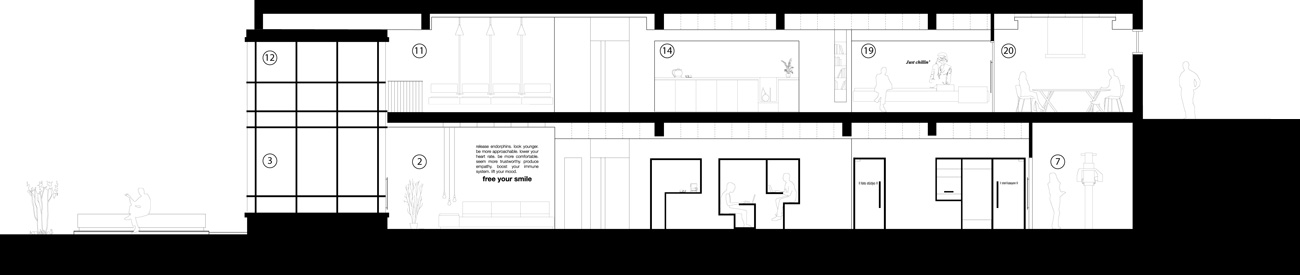 12
11
14
19
20
Just chillin'
3
2
release endorphins. look younger.
be more approachable. lower your
heart rate. be more comfortable.
seem more trustworthy. produce
empathy. boost your immune
system. lift your mood.
free your smile
7